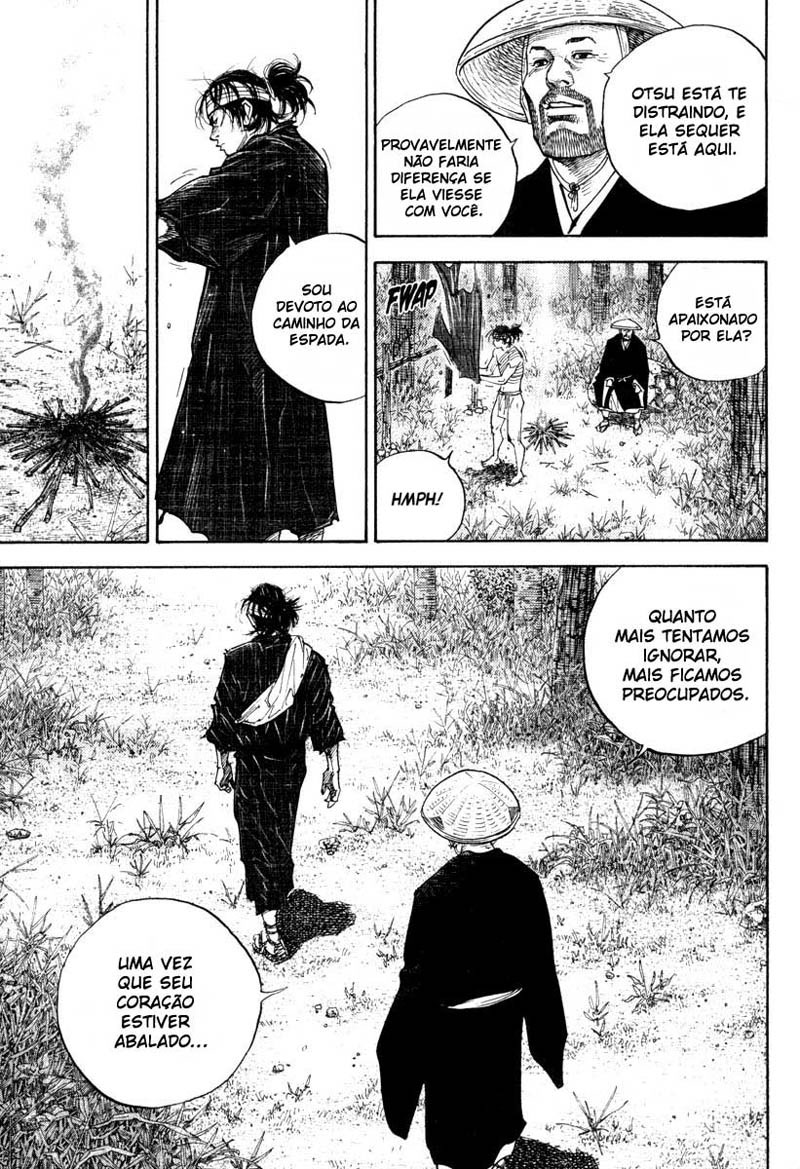 OTSU ESTÁ TE
DISTRAINDO, E
ELA SEQUER
ESTÁ AQUI.
PROVAVELMENTE
NÃO FARIA
DIFERENÇA SE
ELA VIESSE
COM VOCÊ.
ESTÁ
APAIXONADO
POR ELA?
FWAP
HMPH!
SOU
DEVOTO AO
CAMINHO DA
ESPADA.
QUANTO
MAIS TENTAMOS
IGNORAR,
MAIS FICAMOS
PREOCUPADOS.
UMA VEZ
QUE SEU
CORAÇÃO
ESTIVER
ABALADO...